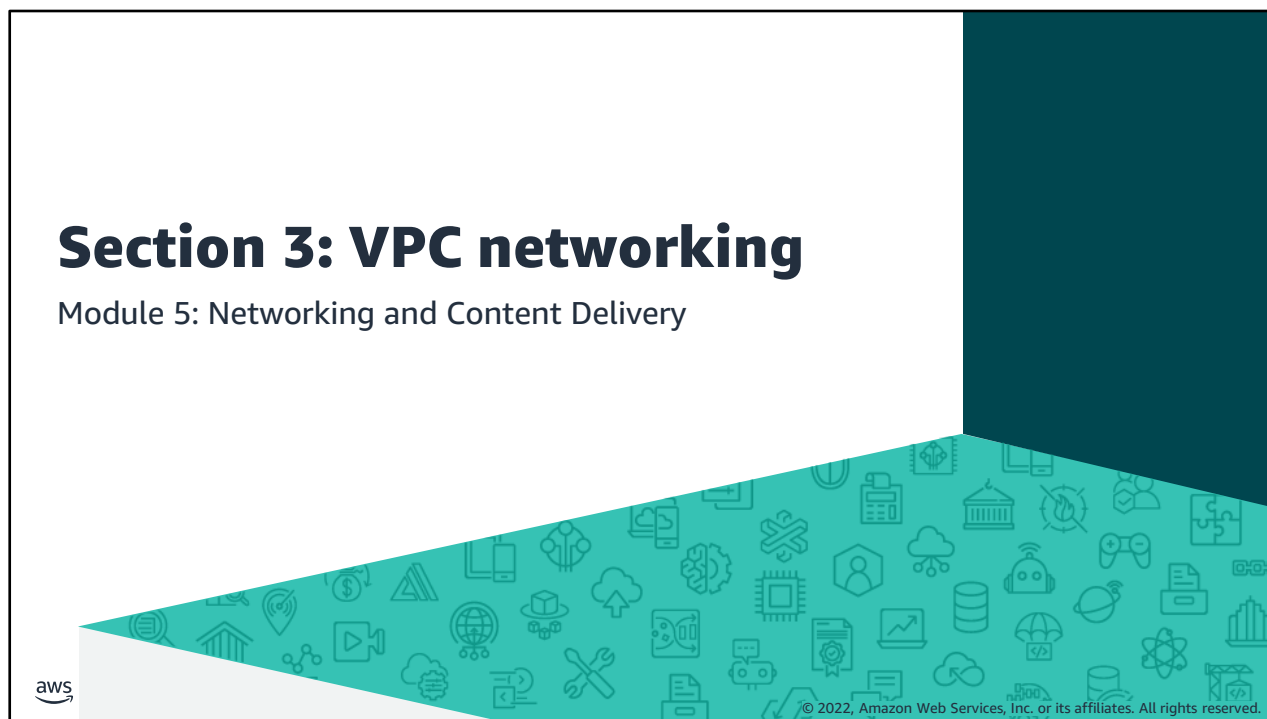 Section 3: VPC networking
Module 5: Networking and Content Delivery
aws
© 2022, Amazon Web Services, Inc. or its affiliates. All rights reserved.